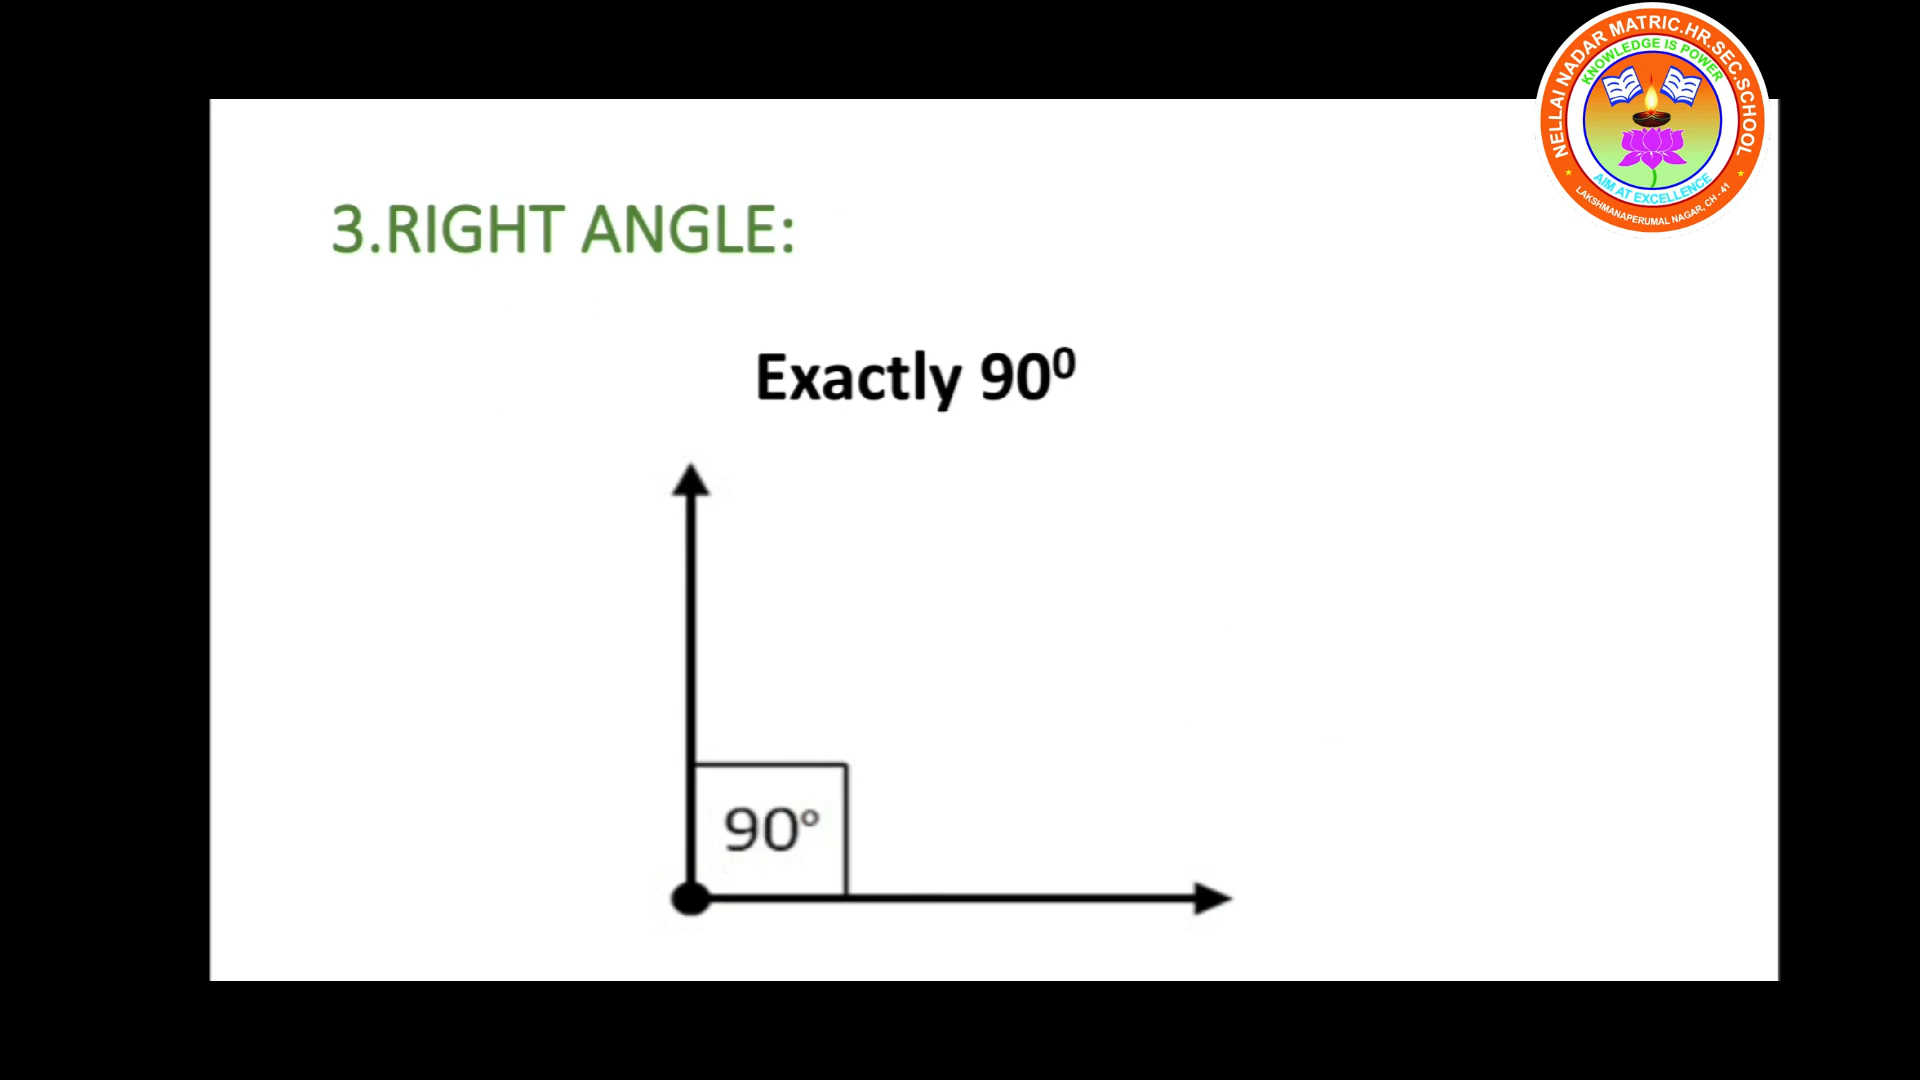 NELLAI NADAR MATRIC.HR.SEC.SCHOOL
KNOWLEDGE IS POWER
AIM AT EXCELLENCE
LAKSHMANAPERUMAL NAGAR, CH - 41
3.RIGHT ANGLE:
Exactly 90⁰
90°